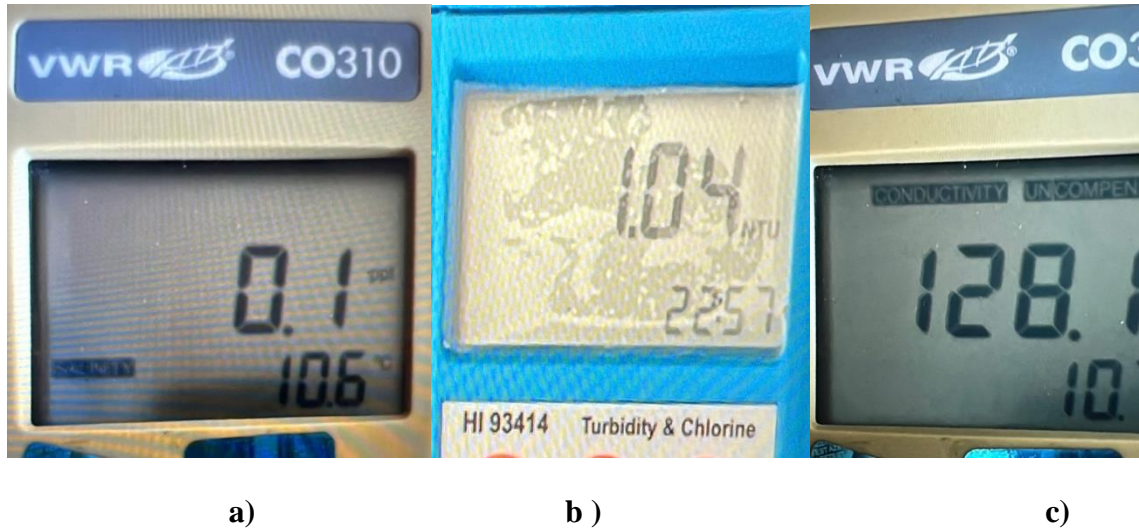 VWR CO310
0.1 ppt
SALINITY 10.6 °C
1.04 NTU
22:57
HI 93414 Turbidity & Chlorine
VWR CO3
CONDUCTIVITY UNCOMPEN
128.
10.
a) b ) c)